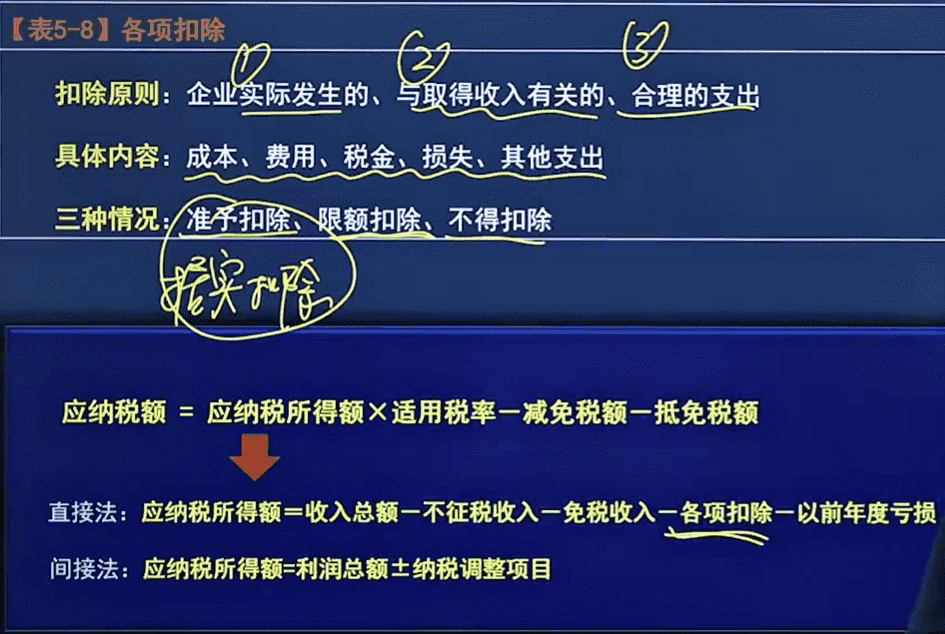 【表5-8】各项扣除
① ② ③
扣除原则：企业实际发生的、与取得收入有关的、合理的支出
具体内容：成本、费用、税金、损失、其他支出
三种情况：准予扣除、限额扣除、不得扣除
据实扣除
应纳税额 = 应纳税所得额×适用税率－减免税额－抵免税额
直接法：应纳税所得额＝收入总额－不征税收入－免税收入－各项扣除－以前年度亏损
间接法：应纳税所得额=利润总额±纳税调整项目